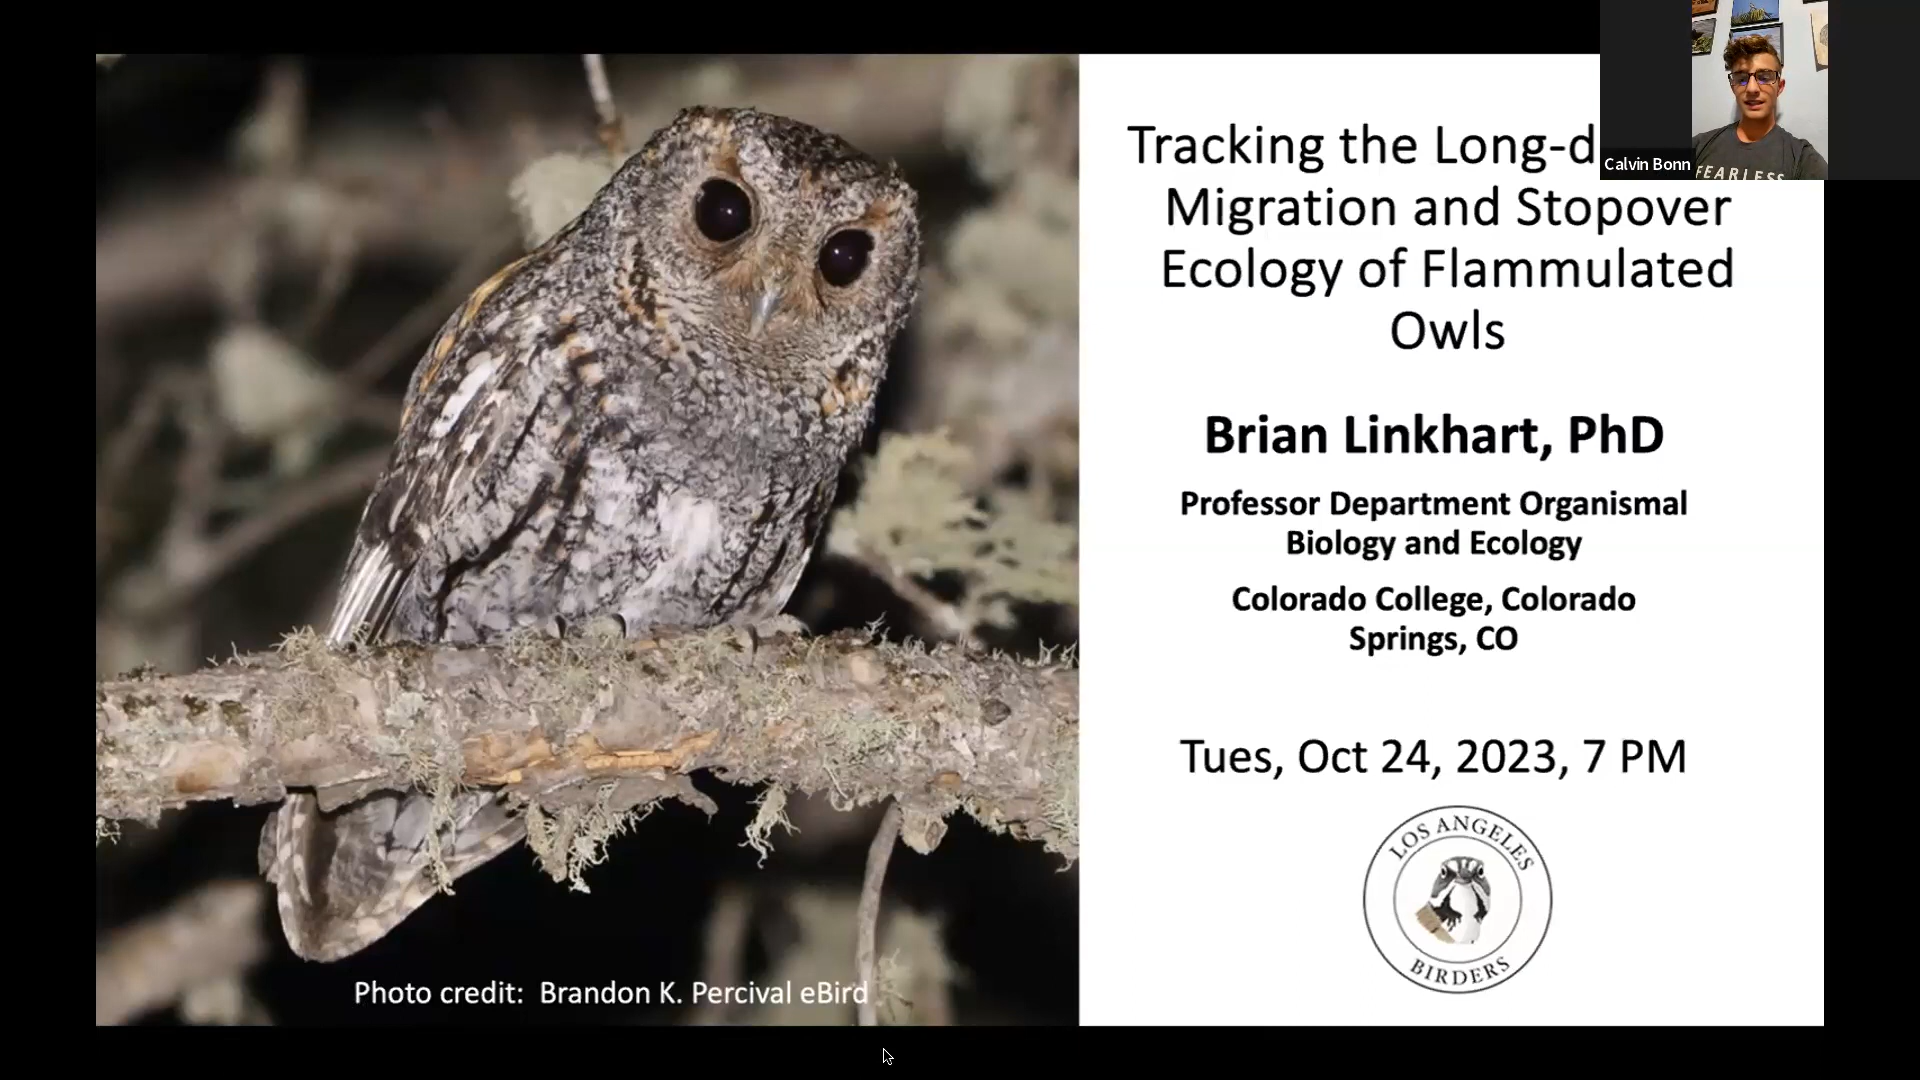 Tracking the Long-d
Migration and Stopover
Ecology of Flammulated
Owls
Brian Linkhart, PhD
Professor Department Organismal
Biology and Ecology
Colorado College, Colorado
Springs, CO
Tues, Oct 24, 2023, 7 PM
LOS ANGELES
BIRDERS
Photo credit: Brandon K. Percival eBird
Calvin Bonn
FEARLESS